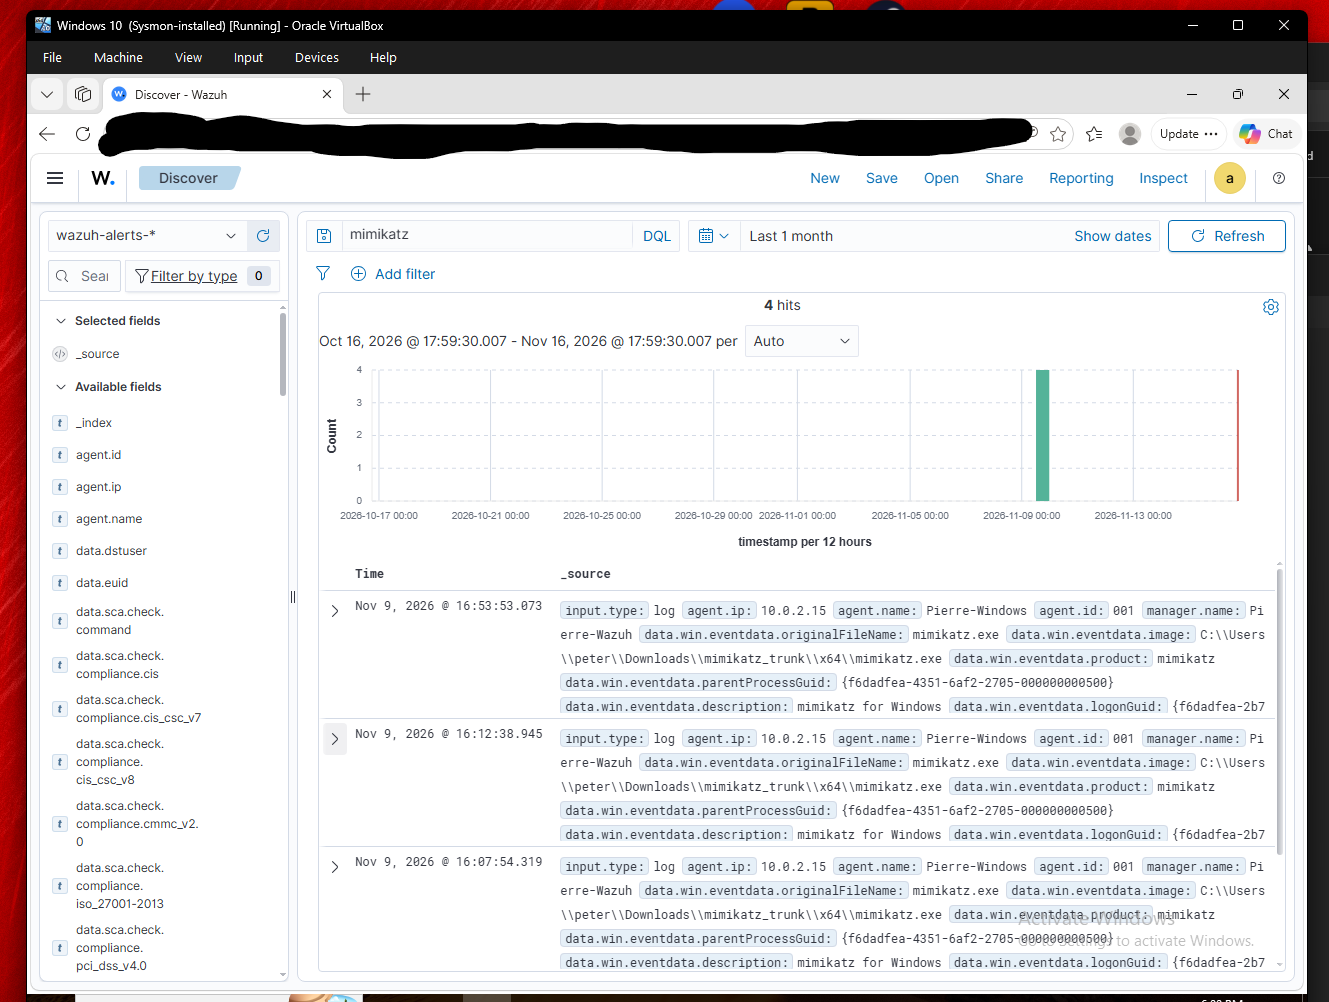 Windows 10 (Sysmon-installed) [Running] - Oracle VirtualBox
File Machine View Input Devices Help
Discover - Wazuh
Update
Chat
W. Discover New Save Open Share Reporting Inspect a
wazuh-alerts-*
mimikatz DQL Last 1 month Show dates Refresh
Sear Filter by type 0
Add filter
Selected fields
_source
Available fields
_index
agent.id
agent.ip
agent.name
data.dstuser
data.euid
data.sca.check.
command
data.sca.check.
compliance.cis
data.sca.check.
compliance.cis_csc_v7
data.sca.check.
compliance.
cis_csc_v8
data.sca.check.
compliance.cmmc_v2.
0
data.sca.check.
compliance.
iso_27001-2013
data.sca.check.
compliance.
pci_dss_v4.0
4 hits
Oct 16, 2026 @ 17:59:30.007 - Nov 16, 2026 @ 17:59:30.007 per Auto
4
3
2
1
0
Count
2026-10-17 00:00 2026-10-21 00:00 2026-10-25 00:00 2026-10-29 00:00 2026-11-01 00:00 2026-11-05 00:00 2026-11-09 00:00 2026-11-13 00:00
timestamp per 12 hours
Time _source
Nov 9, 2026 @ 16:53:53.073 input.type: log agent.ip: 10.0.2.15 agent.name: Pierre-Windows agent.id: 001 manager.name: Pi
erre-Wazuh data.win.eventdata.originalFileName: mimikatz.exe data.win.eventdata.image: C:\\Users
\\peter\\Downloads\\mimikatz_trunk\\x64\\mimikatz.exe data.win.eventdata.product: mimikatz
data.win.eventdata.parentProcessGuid: {f6dadfea-4351-6af2-2705-000000000500}
data.win.eventdata.description: mimikatz for Windows data.win.eventdata.logonGuid: {f6dadfea-2b7
Nov 9, 2026 @ 16:12:38.945 input.type: log agent.ip: 10.0.2.15 agent.name: Pierre-Windows agent.id: 001 manager.name: Pi
erre-Wazuh data.win.eventdata.originalFileName: mimikatz.exe data.win.eventdata.image: C:\\Users
\\peter\\Downloads\\mimikatz_trunk\\x64\\mimikatz.exe data.win.eventdata.product: mimikatz
data.win.eventdata.parentProcessGuid: {f6dadfea-4351-6af2-2705-000000000500}
data.win.eventdata.description: mimikatz for Windows data.win.eventdata.logonGuid: {f6dadfea-2b7
Nov 9, 2026 @ 16:07:54.319 input.type: log agent.ip: 10.0.2.15 agent.name: Pierre-Windows agent.id: 001 manager.name: Pi
erre-Wazuh data.win.eventdata.originalFileName: mimikatz.exe data.win.eventdata.image: C:\\Users
\\peter\\Downloads\\mimikatz_trunk\\x64\\mimikatz.exe data.win.eventdata.product: mimikatz
data.win.eventdata.parentProcessGuid: {f6dadfea-4351-6af2-2705-000000000500}
data.win.eventdata.description: mimikatz for Windows data.win.eventdata.logonGuid: {f6dadfea-2b7
Activate Windows
Go to Settings to activate Windows.